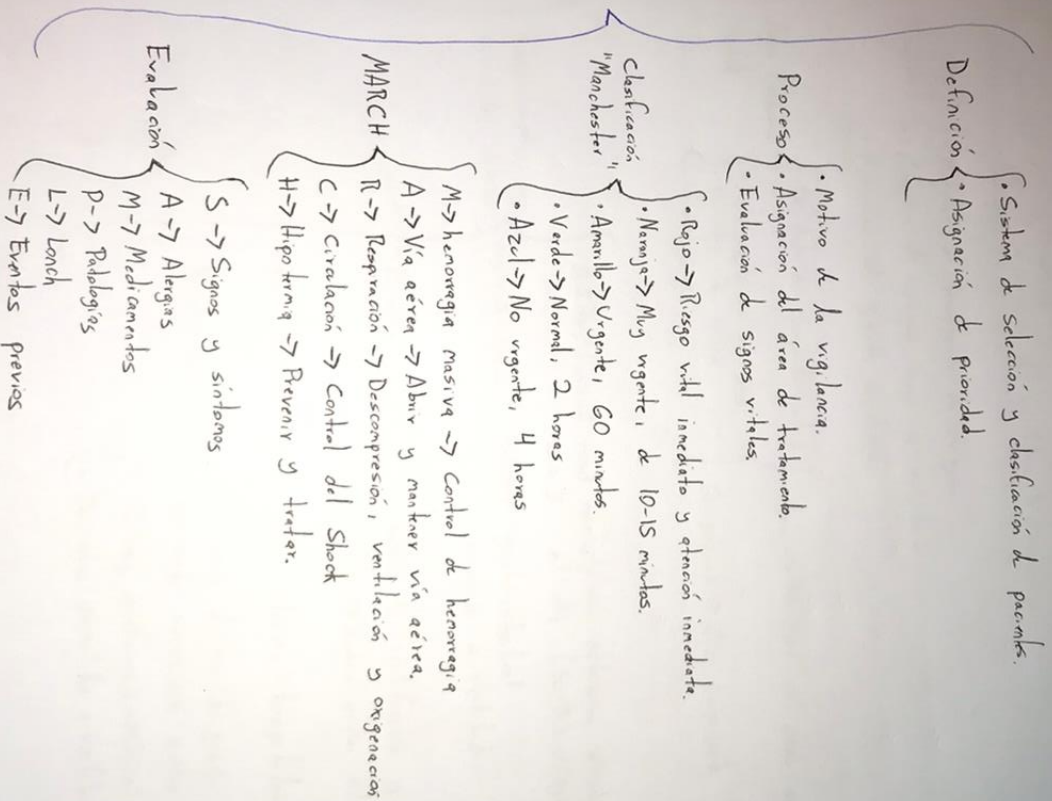 Definición
• Sistema de selección y clasificación de pacientes.
• Asignación de prioridad.
Proceso
• Motivo de la vigilancia.
• Asignación del área de tratamiento.
• Evaluación de signos vitales.
Clasificación
"Manchester"
• Rojo -> Riesgo vital inmediato y atención inmediata.
• Naranja -> Muy urgente, de 10-15 minutos.
• Amarillo -> Urgente, 60 minutos.
• Verde -> Normal, 2 horas
• Azul -> No urgente, 4 horas
MARCH
M -> hemorragia masiva -> Control de hemorragia
A -> Vía aérea -> Abrir y mantener vía aérea.
R -> Respiración -> Descompresión, ventilación y oxigenación
C -> Circulación -> Control del Shock
H -> Hipotermia -> Prevenir y tratar.
Evaluación
S -> Signos y síntomas
A -> Alergias
M -> Medicamentos
P -> Patologías
L -> Lonch
E -> Eventos previos